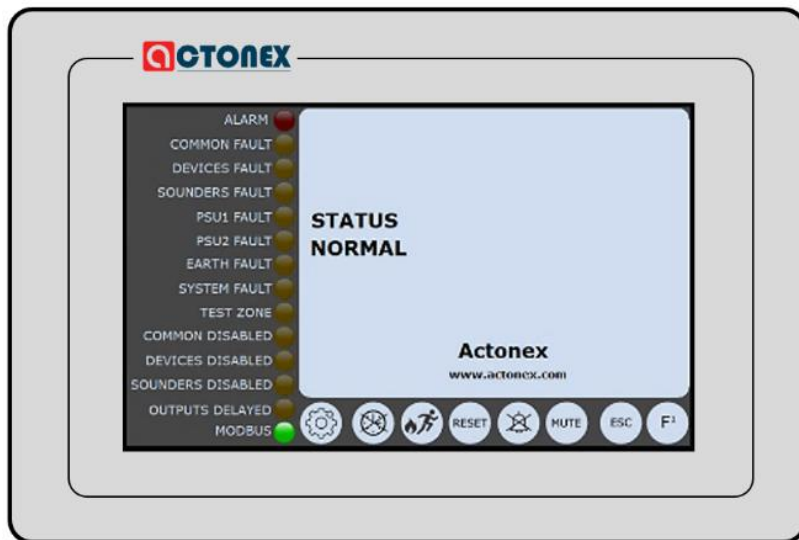 actonex
ALARM
COMMON FAULT
DEVICES FAULT
SOUNDERS FAULT
PSU1 FAULT
PSU2 FAULT
EARTH FAULT
SYSTEM FAULT
TEST ZONE
COMMON DISABLED
DEVICES DISABLED
SOUNDERS DISABLED
OUTPUTS DELAYED
MODBUS
STATUS
NORMAL
Actonex
www.actonex.com
RESET
MUTE
ESC
F¹